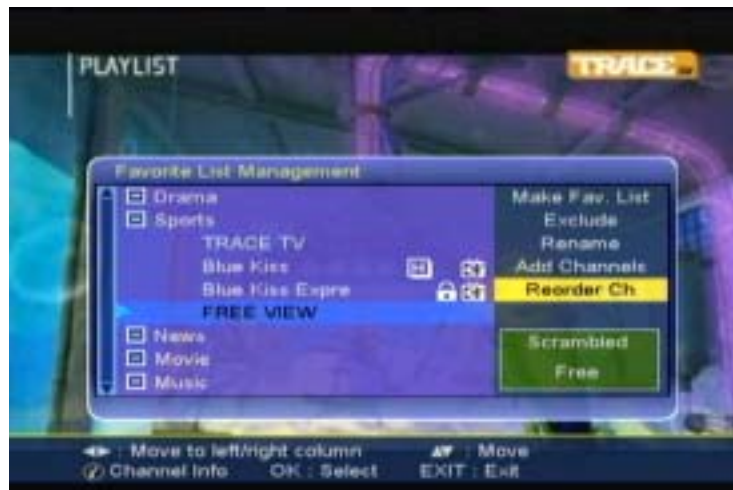 PLAYLIST
TRACE
Favorite List Management
Drama
Sports
TRACE TV
Blue Kiss
Blue Kiss Expre
FREE VIEW
News
Movie
Music
Make Fav. List
Exclude
Rename
Add Channels
Reorder Ch
Scrambled
Free
: Move to left/right column
: Move
Channel Info
OK : Select
EXIT : Exit